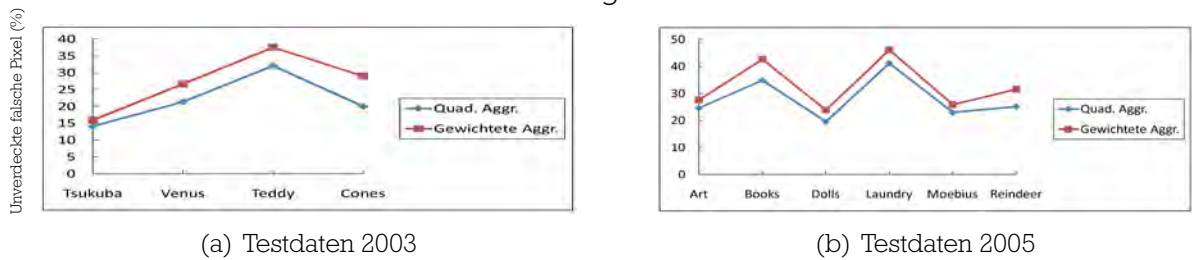 Unverdeckte falsche Pixel (%)
40
35
30
25
20
15
10
5
0
Tsukuba Venus Teddy Cones
Quad. Aggr.
Gewichtete Aggr.
(a) Testdaten 2003
50
40
30
20
10
0
Art Books Dolls Laundry Moebius Reindeer
Quad. Aggr.
Gewichtete Aggr.
(b) Testdaten 2005